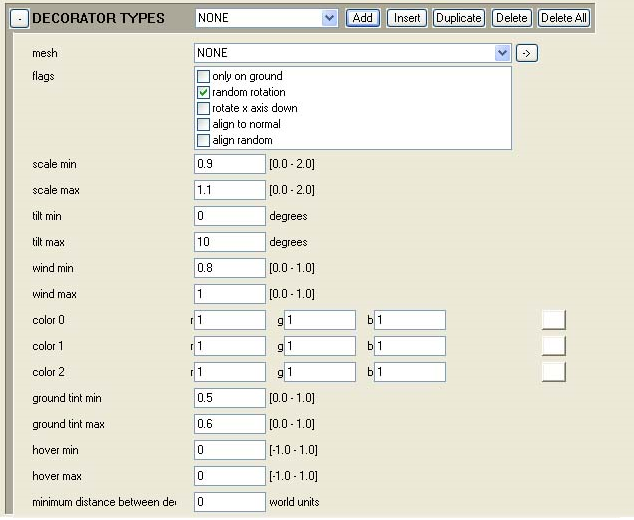 - DECORATOR TYPES NONE Add Insert Duplicate Delete Delete All
mesh NONE ->
flags only on ground
random rotation
rotate x axis down
align to normal
align random
scale min 0.9 [0.0 - 2.0]
scale max 1.1 [0.0 - 2.0]
tilt min 0 degrees
tilt max 10 degrees
wind min 0.8 [0.0 - 1.0]
wind max 1 [0.0 - 1.0]
color 0 r 1 g 1 b 1
color 1 r 1 g 1 b 1
color 2 r 1 g 1 b 1
ground tint min 0.5 [0.0 - 1.0]
ground tint max 0.6 [0.0 - 1.0]
hover min 0 [-1.0 - 1.0]
hover max 0 [-1.0 - 1.0]
minimum distance between dec 0 world units